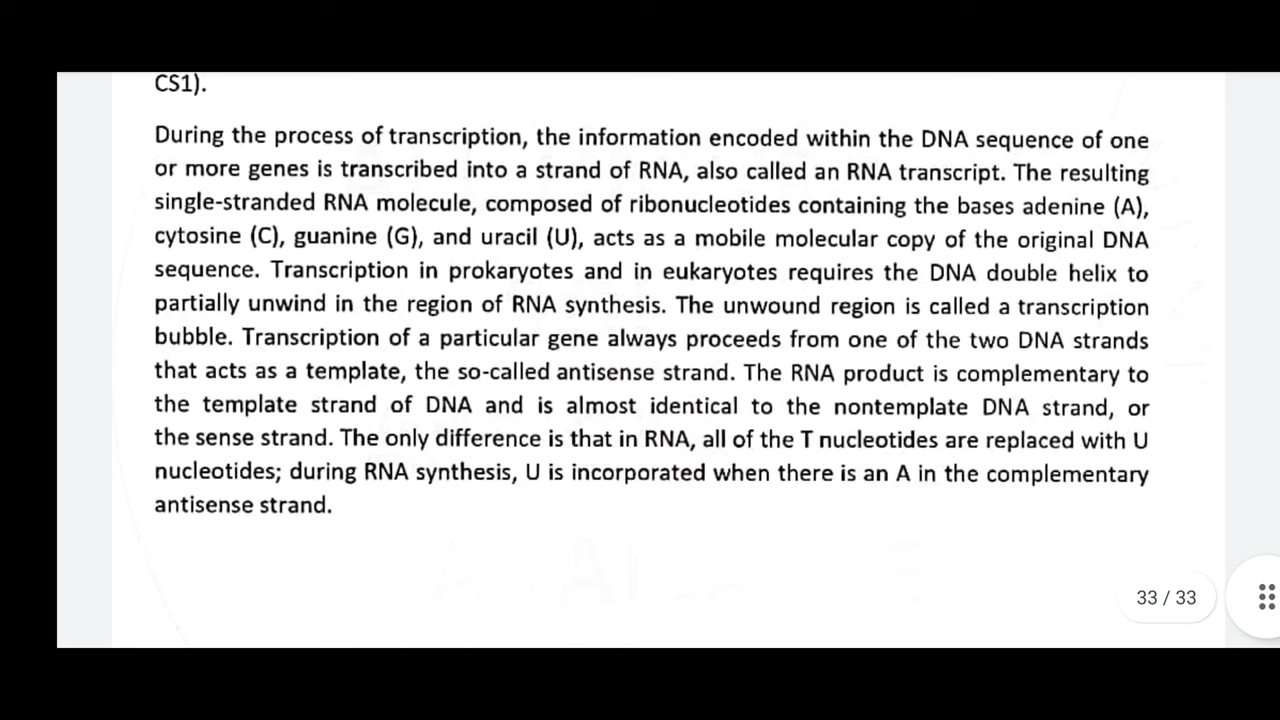 CS1).
During the process of transcription, the information encoded within the DNA sequence of one
or more genes is transcribed into a strand of RNA, also called an RNA transcript. The resulting
single-stranded RNA molecule, composed of ribonucleotides containing the bases adenine (A),
cytosine (C), guanine (G), and uracil (U), acts as a mobile molecular copy of the original DNA
sequence. Transcription in prokaryotes and in eukaryotes requires the DNA double helix to
partially unwind in the region of RNA synthesis. The unwound region is called a transcription
bubble. Transcription of a particular gene always proceeds from one of the two DNA strands
that acts as a template, the so-called antisense strand. The RNA product is complementary to
the template strand of DNA and is almost identical to the nontemplate DNA strand, or
the sense strand. The only difference is that in RNA, all of the T nucleotides are replaced with U
nucleotides; during RNA synthesis, U is incorporated when there is an A in the complementary
antisense strand.
33 / 33